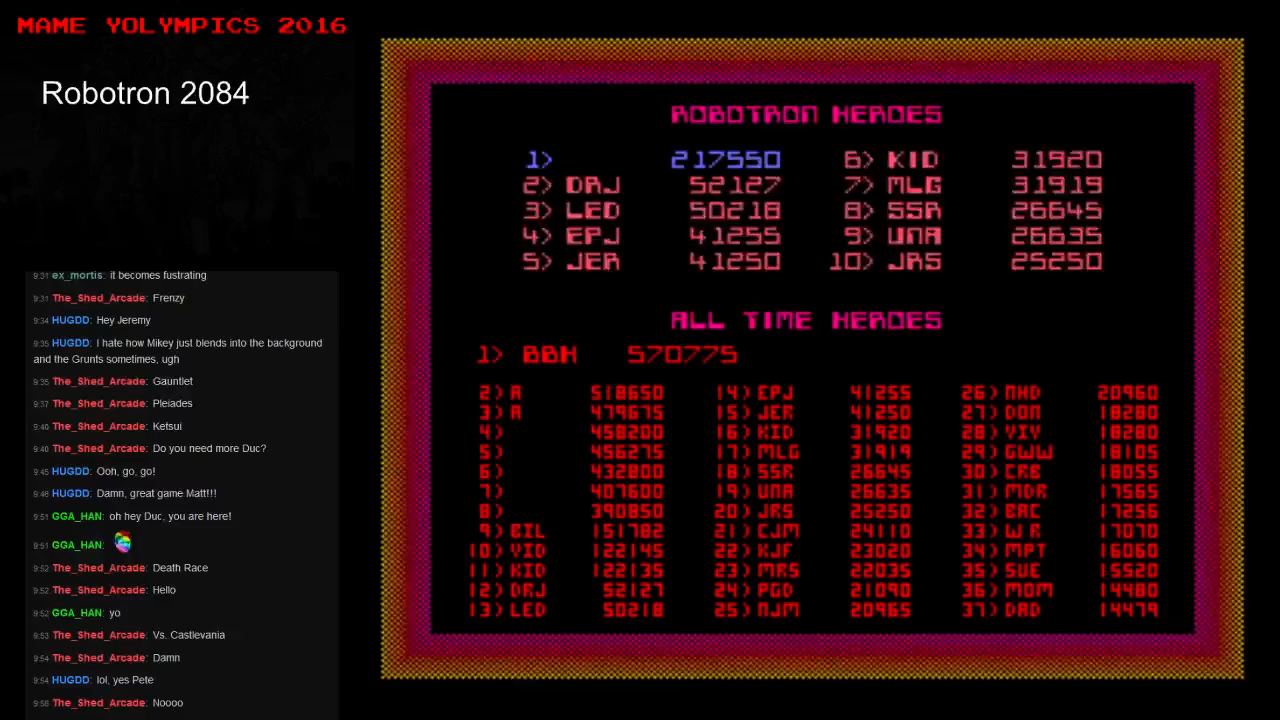 MAME YOLYMPICS 2016
Robotron 2084
9:31 ex_mortis: it becomes fustrating
9:31 The_Shed_Arcade: Frenzy
9:34 HUGDD: Hey Jeremy
9:35 HUGDD: I hate how Mikey just blends into the background
and the Grunts sometimes, ugh
9:35 The_Shed_Arcade: Gauntlet
9:37 The_Shed_Arcade: Pleiades
9:40 The_Shed_Arcade: Ketsui
9:40 The_Shed_Arcade: Do you need more Duc?
9:45 HUGDD: Ooh, go, go!
9:46 HUGDD: Damn, great game Matt!!!
9:51 GGA_HAN: oh hey Duc, you are here!
9:51 GGA_HAN:
9:52 The_Shed_Arcade: Death Race
9:52 The_Shed_Arcade: Hello
9:52 GGA_HAN: yo
9:53 The_Shed_Arcade: Vs. Castlevania
9:54 The_Shed_Arcade: Damn
9:54 HUGDD: lol, yes Pete
9:56 The_Shed_Arcade: Noooo
ROBOTRON HEROES
1) 217550 6) KID 31920
2) DRJ 52127 7) MLG 31919
3) LED 50218 8) SSR 26645
4) EPJ 41255 9) UNA 26635
5) JER 41250 10) JRS 25250
ALL TIME HEROES
1) BBH 570775
2) A 518650 14) EPJ 41255 26) NHD 20960
3) A 479675 15) JER 41250 27) DON 18280
4) 458200 16) KID 31920 28) VIV 18280
5) 456275 17) MLG 31919 29) GWW 18105
6) 432800 18) SSR 26645 30) CRB 18055
7) 407600 19) UNA 26635 31) MDR 17565
8) 390850 20) JRS 25250 32) BAC 17256
9) BIL 151782 21) CJM 24110 33) W R 17070
10) VID 122145 22) KJF 23020 34) MPT 16060
11) KID 122135 23) MRS 22035 35) SUE 15520
12) DRJ 52127 24) PGD 21090 36) MOM 14480
13) LED 50218 25) NJM 20965 37) DAD 14479